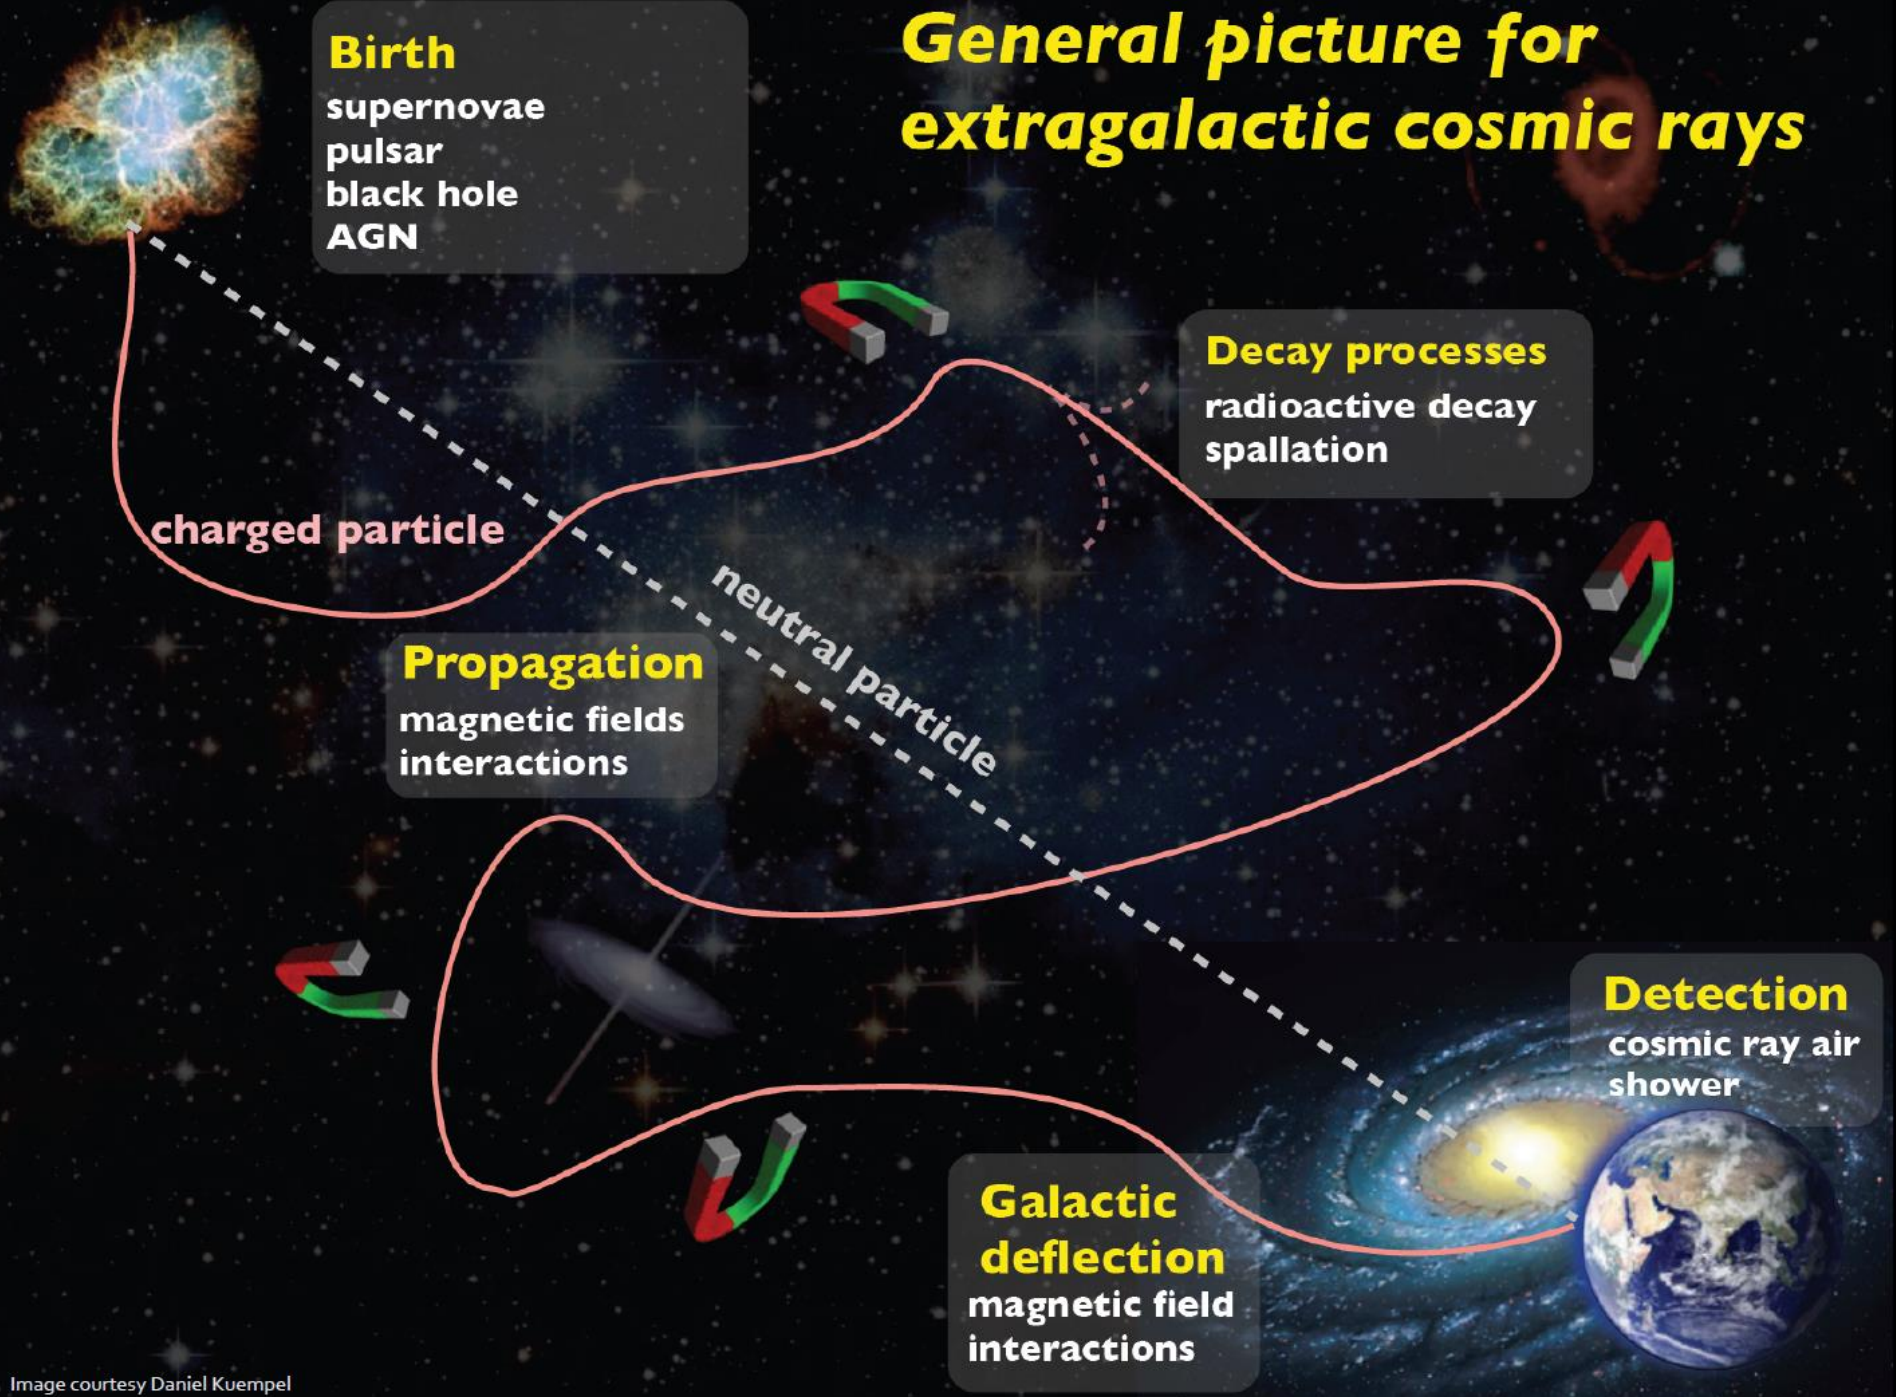 General picture for
extragalactic cosmic rays
Birth
supernovae
pulsar
black hole
AGN
Decay processes
radioactive decay
spallation
charged particle
neutral particle
Propagation
magnetic fields
interactions
Detection
cosmic ray air
shower
Galactic
deflection
magnetic field
interactions
Image courtesy Daniel Kuempel